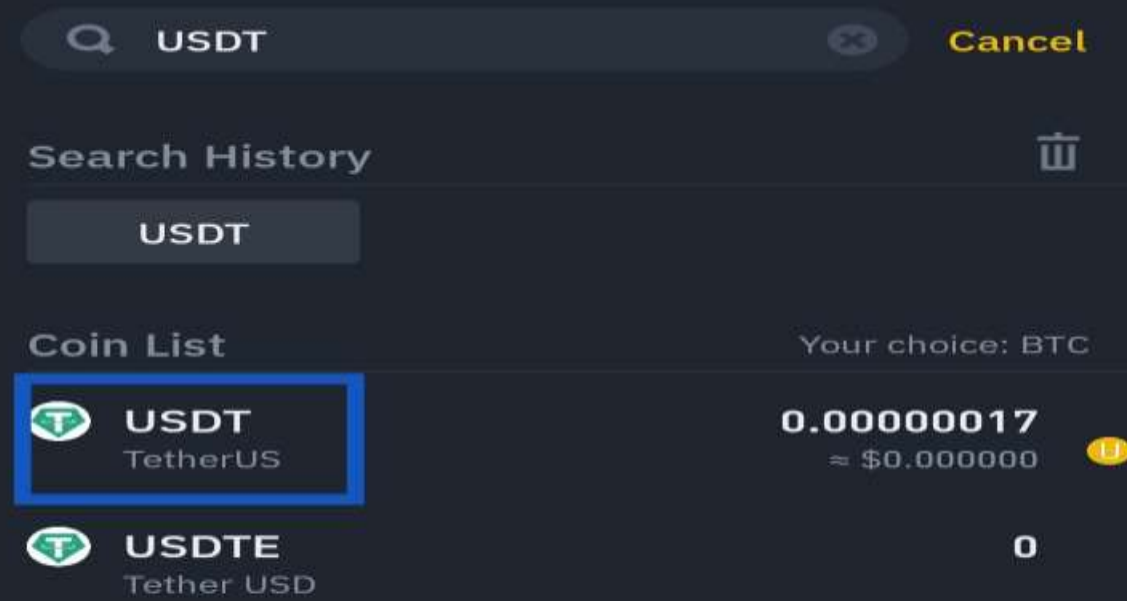 USDT Cancel
Search History
USDT
Coin List Your choice: BTC
USDT 0.00000017
TetherUS ≈ $0.000000
U
USDTE 0
Tether USD